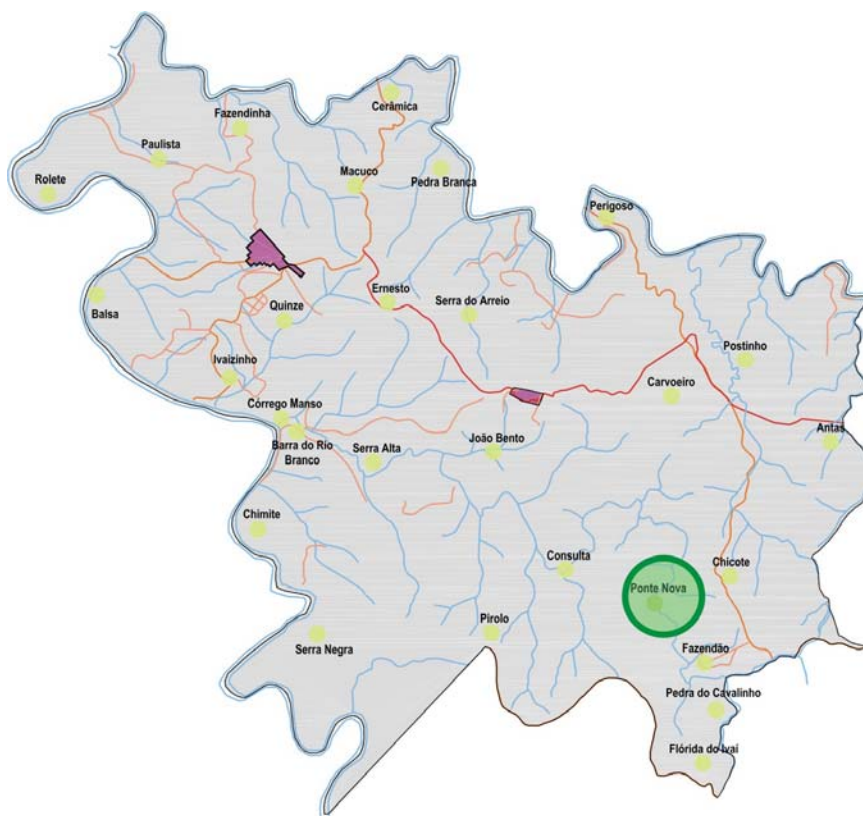 Cerâmica
Fazendinha
Paulista
Macuco
Pedra Branca
Rolete
Perigoso
Balsa
Quinze
Ernesto
Serra do Arreio
Postinho
Ivaizinho
Carvoeiro
Córrego Manso
Antas
Barra do Rio
Branco
Serra Alta
João Bento
Chimite
Consulta
Chicote
Ponte Nova
Pirolo
Serra Negra
Fazendão
Pedra do Cavalinho
Flórida do Ivaí